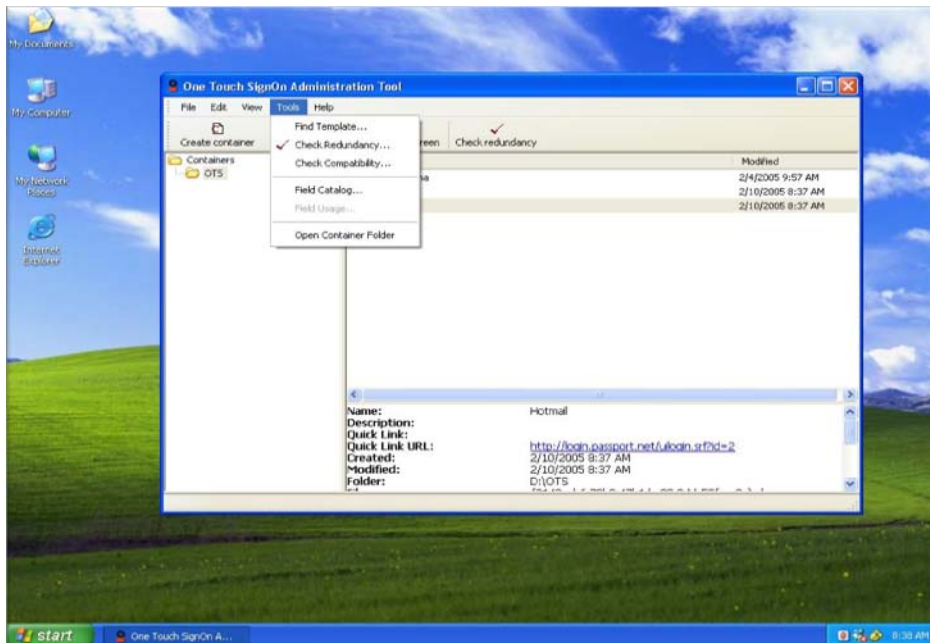 My Documents
My Computer
My Network
Places
Internet
Explorer
One Touch SignOn Administration Tool
File Edit View Tools Help
Create container
reen
Check redundancy
Find Template...
Check Redundancy...
Check Compatibility...
Field Catalog...
Field Usage...
Open Container Folder
Containers
OTS
Modified
2/4/2005 9:57 AM
2/10/2005 8:37 AM
2/10/2005 8:37 AM
Name: Hotmail
Description:
Quick Link:
Quick Link URL: http://login.passport.net/uilogin.srf?id=2
Created: 2/10/2005 8:37 AM
Modified: 2/10/2005 8:37 AM
Folder: D:\OTS
start
One Touch SignOn A...
8:38 AM